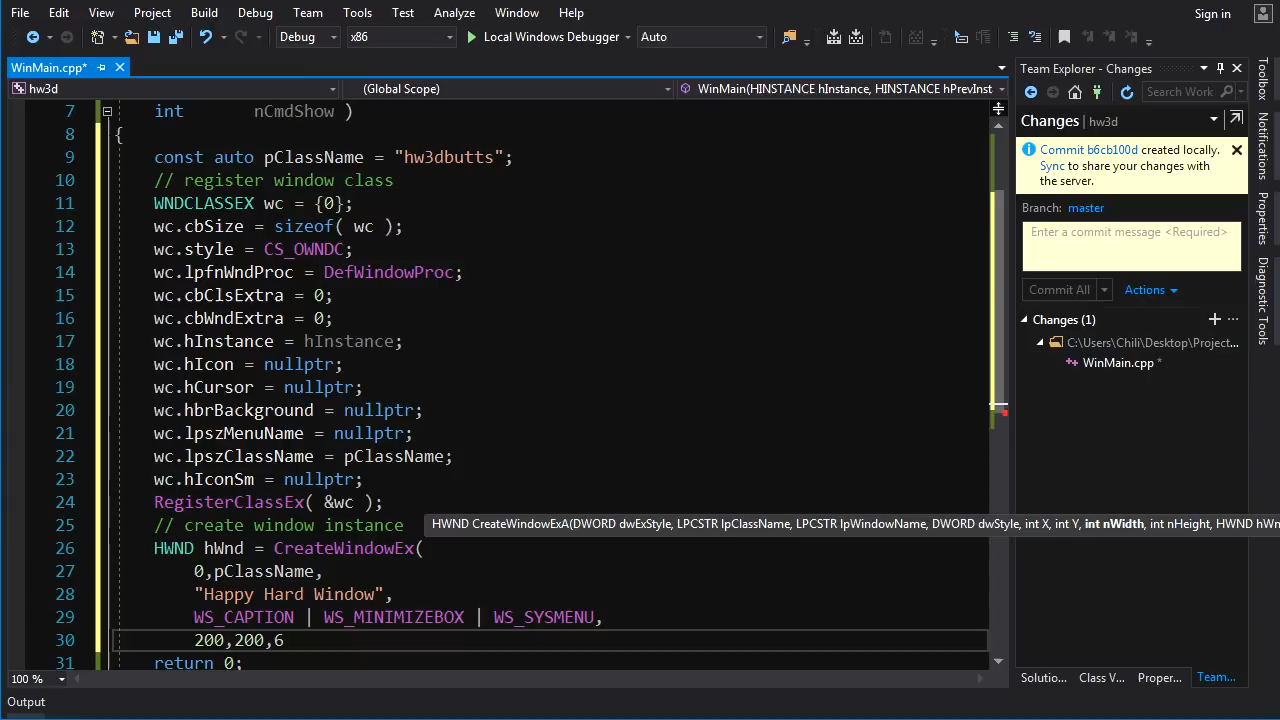 File Edit View Project Build Debug Team Tools Test Analyze Window Help Sign in
Debug x86 Local Windows Debugger Auto
WinMain.cpp* Team Explorer - Changes
hw3d (Global Scope) WinMain(HINSTANCE hInstance, HINSTANCE hPrevInst Search Work
7 int nCmdShow )
8 {
9 const auto pClassName = "hw3dbutts";
10 // register window class
11 WNDCLASSEX wc = {0};
12 wc.cbSize = sizeof( wc );
13 wc.style = CS_OWNDC;
14 wc.lpfnWndProc = DefWindowProc;
15 wc.cbClsExtra = 0;
16 wc.cbWndExtra = 0;
17 wc.hInstance = hInstance;
18 wc.hIcon = nullptr;
19 wc.hCursor = nullptr;
20 wc.hbrBackground = nullptr;
21 wc.lpszMenuName = nullptr;
22 wc.lpszClassName = pClassName;
23 wc.hIconSm = nullptr;
24 RegisterClassEx( &wc );
25 // create window instance
HWND CreateWindowExA(DWORD dwExStyle, LPCSTR lpClassName, LPCSTR lpWindowName, DWORD dwStyle, int X, int Y, int nWidth, int nHeight, HWND hWn
26 HWND hWnd = CreateWindowEx(
27 0,pClassName,
28 "Happy Hard Window",
29 WS_CAPTION | WS_MINIMIZEBOX | WS_SYSMENU,
30 200,200,6
31 return 0;
100 %
Output
Changes | hw3d
Commit b6cb100d created locally.
Sync to share your changes with
the server.
Branch: master
Enter a commit message <Required>
Commit All Actions
Changes (1)
C:\Users\Chili\Desktop\Project...
WinMain.cpp *
Solutio... Class V... Proper... Team...
Toolbox
Notifications
Properties
Diagnostic Tools